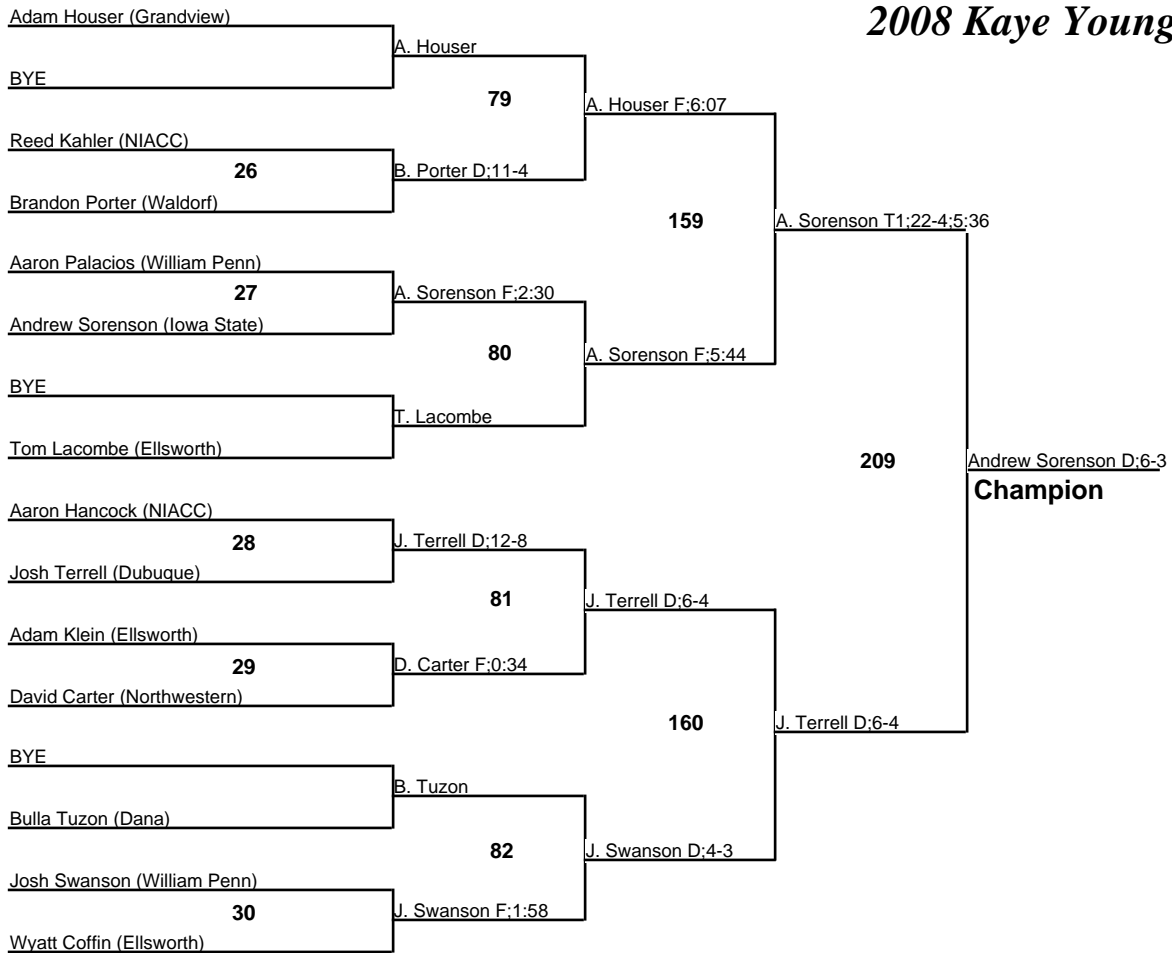 2008 Kaye Young
Adam Houser (Grandview)
BYE
Reed Kahler (NIACC)
26
Brandon Porter (Waldorf)
Aaron Palacios (William Penn)
27
Andrew Sorenson (Iowa State)
BYE
Tom Lacombe (Ellsworth)
Aaron Hancock (NIACC)
28
Josh Terrell (Dubuque)
Adam Klein (Ellsworth)
29
David Carter (Northwestern)
BYE
Bulla Tuzon (Dana)
Josh Swanson (William Penn)
30
Wyatt Coffin (Ellsworth)
A. Houser
79
B. Porter D;11-4
A. Sorenson F;2:30
80
T. Lacombe
J. Terrell D;12-8
81
D. Carter F;0:34
B. Tuzon
82
J. Swanson F;1:58
A. Houser F;6:07
159
A. Sorenson F;5:44
J. Terrell D;6-4
160
J. Swanson D;4-3
A. Sorenson T1;22-4;5:36
209
J. Terrell D;6-4
Andrew Sorenson D;6-3
Champion